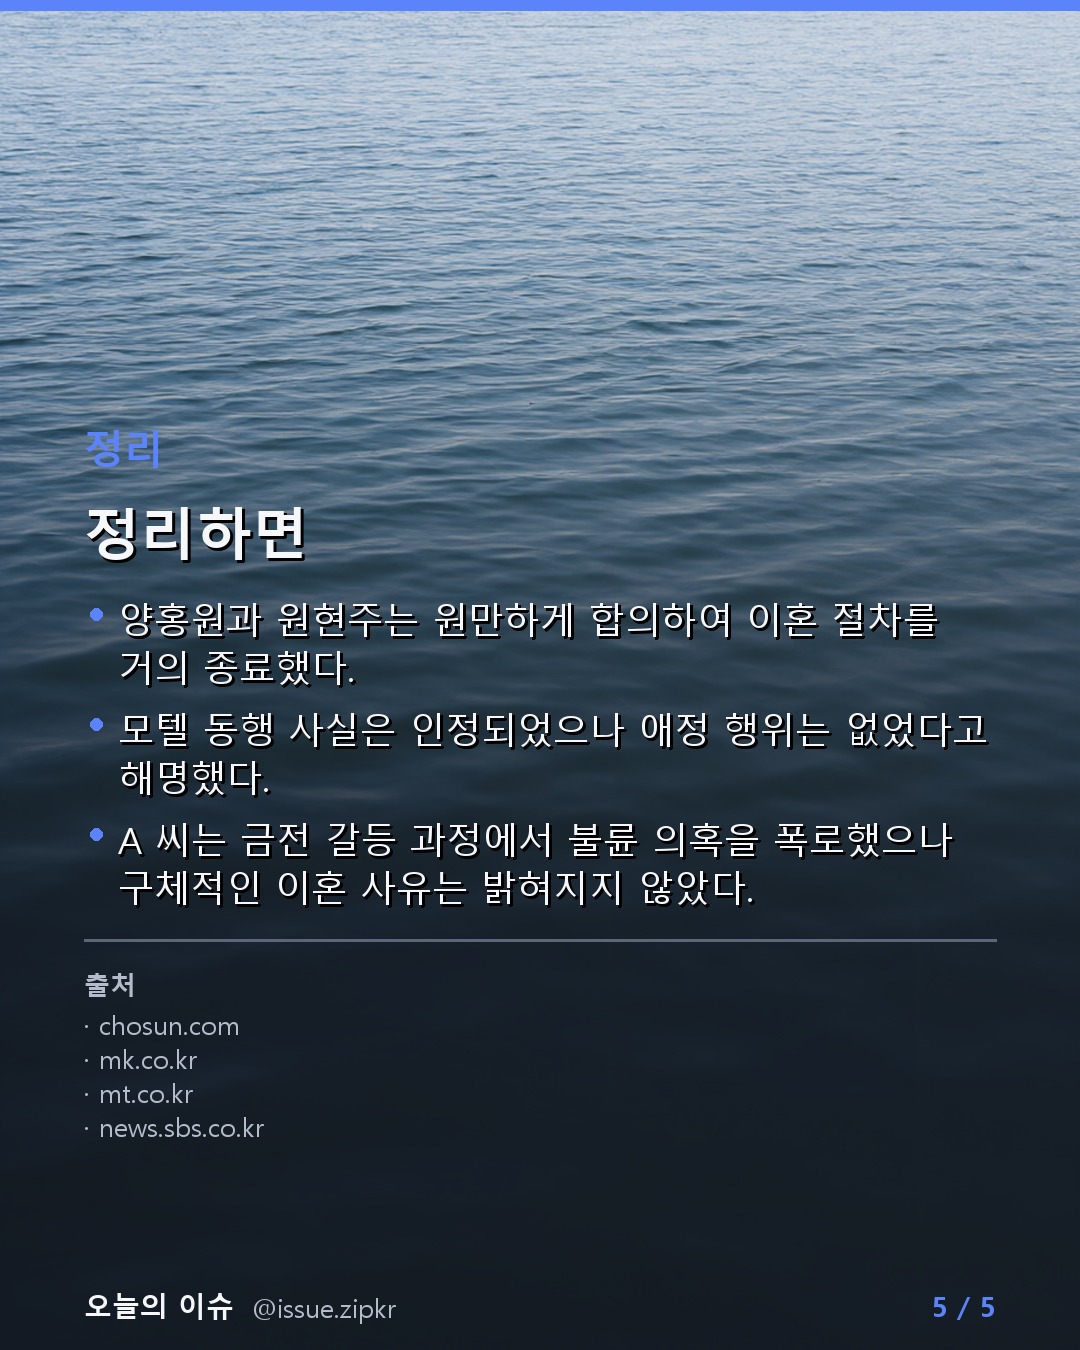 정리
정리하면
• 양홍원과 원현주는 원만하게 합의하여 이혼 절차를
거의 종료했다.
• 모텔 동행 사실은 인정되었으나 애정 행위는 없었다고
해명했다.
• A 씨는 금전 갈등 과정에서 불륜 의혹을 폭로했으나
구체적인 이혼 사유는 밝혀지지 않았다.
출처
· chosun.com
· mk.co.kr
· mt.co.kr
· news.sbs.co.kr
오늘의 이슈 @issue.zipkr 5 / 5